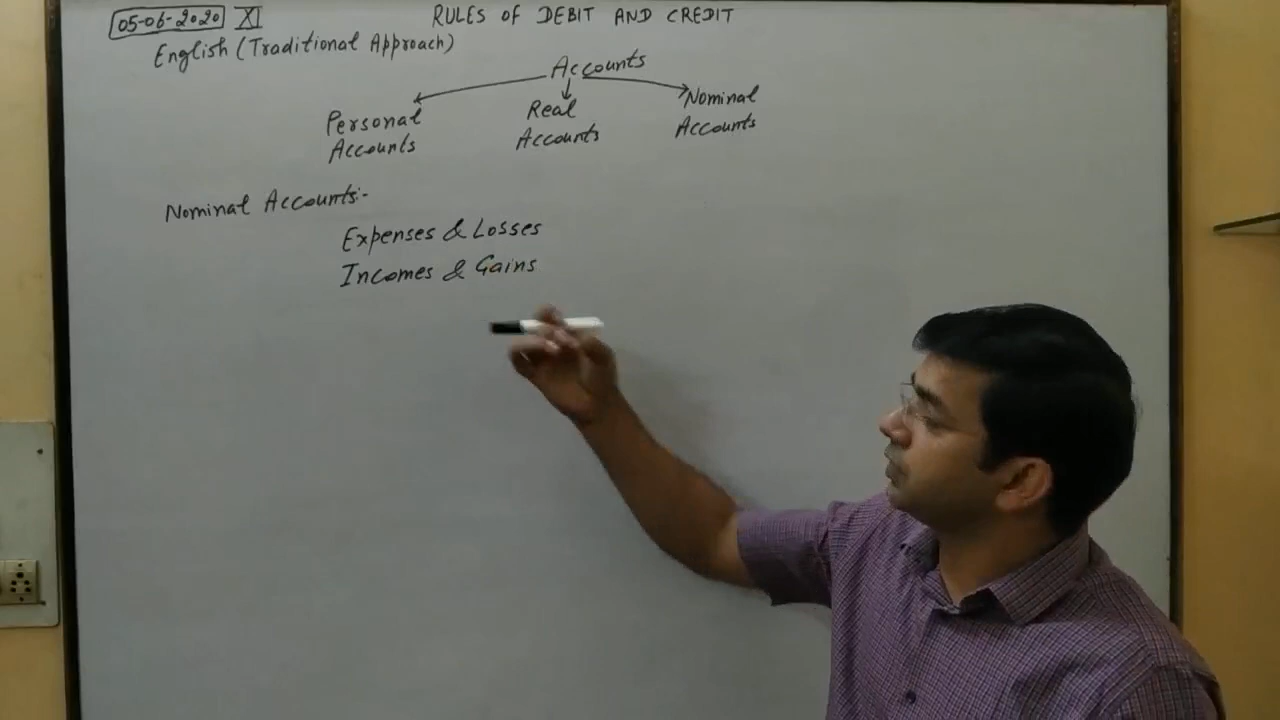 05-06-2020 XI RULES OF DEBIT AND CREDIT
English (Traditional Approach)
Accounts
Personal Accounts
Real Accounts
Nominal Accounts
Nominal Accounts:-
Expenses & Losses
Incomes & Gains